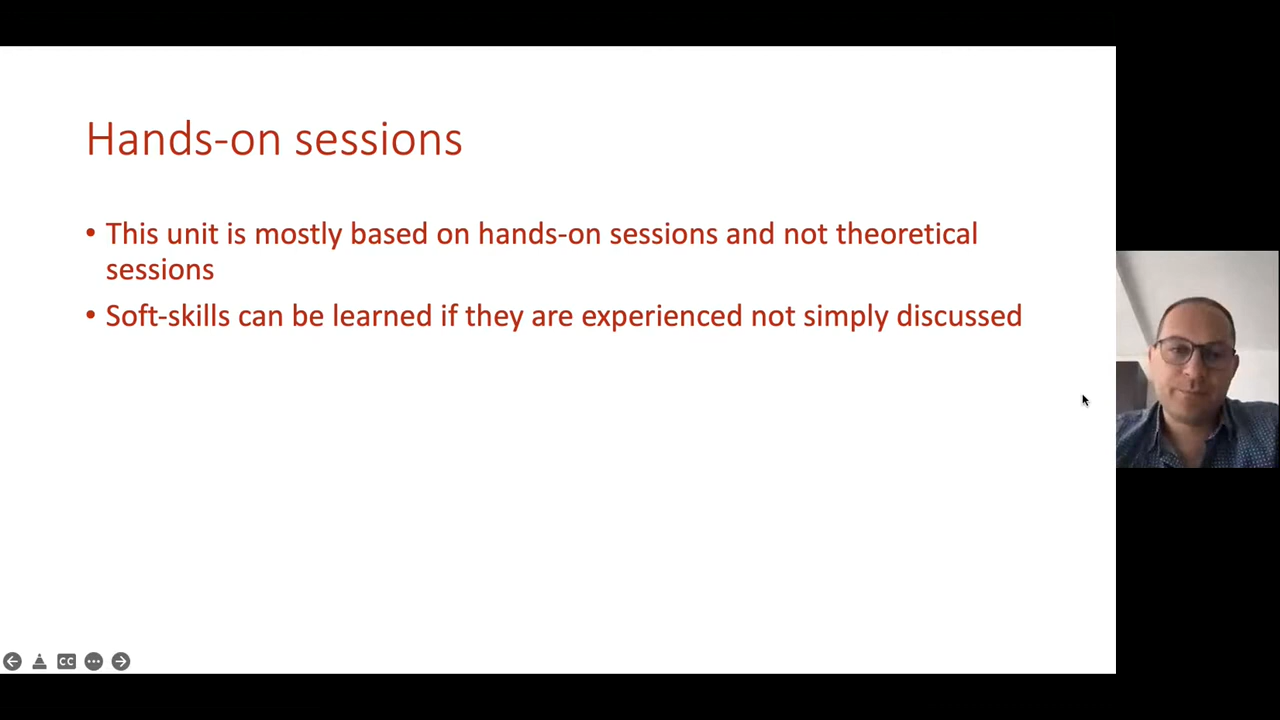 Hands-on sessions
• This unit is mostly based on hands-on sessions and not theoretical
sessions
• Soft-skills can be learned if they are experienced not simply discussed
CC